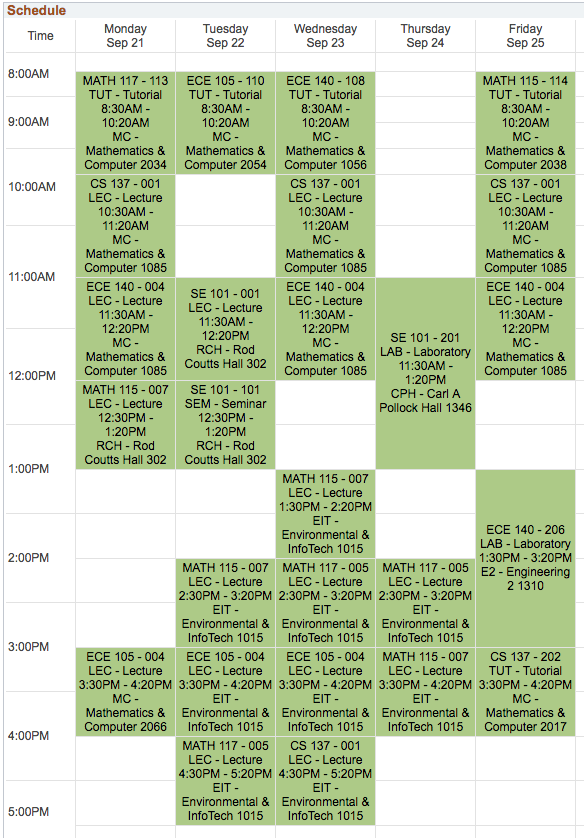 Schedule
Time
Monday
Sep 21
Tuesday
Sep 22
Wednesday
Sep 23
Thursday
Sep 24
Friday
Sep 25
8:00AM
MATH 117 - 113
TUT - Tutorial
8:30AM -
10:20AM
MC -
Mathematics &
Computer 2034
ECE 105 - 110
TUT - Tutorial
8:30AM -
10:20AM
MC -
Mathematics &
Computer 2054
ECE 140 - 108
TUT - Tutorial
8:30AM -
10:20AM
MC -
Mathematics &
Computer 1056
MATH 115 - 114
TUT - Tutorial
8:30AM -
10:20AM
MC -
Mathematics &
Computer 2038
9:00AM
10:00AM
CS 137 - 001
LEC - Lecture
10:30AM -
11:20AM
MC -
Mathematics &
Computer 1085
CS 137 - 001
LEC - Lecture
10:30AM -
11:20AM
MC -
Mathematics &
Computer 1085
CS 137 - 001
LEC - Lecture
10:30AM -
11:20AM
MC -
Mathematics &
Computer 1085
11:00AM
ECE 140 - 004
LEC - Lecture
11:30AM -
12:20PM
MC -
Mathematics &
Computer 1085
SE 101 - 001
LEC - Lecture
11:30AM -
12:20PM
RCH - Rod
Coutts Hall 302
ECE 140 - 004
LEC - Lecture
11:30AM -
12:20PM
MC -
Mathematics &
Computer 1085
SE 101 - 201
LAB - Laboratory
11:30AM -
1:20PM
CPH - Carl A
Pollock Hall 1346
ECE 140 - 004
LEC - Lecture
11:30AM -
12:20PM
MC -
Mathematics &
Computer 1085
12:00PM
MATH 115 - 007
LEC - Lecture
12:30PM -
1:20PM
RCH - Rod
Coutts Hall 302
SE 101 - 101
SEM - Seminar
12:30PM -
1:20PM
RCH - Rod
Coutts Hall 302
1:00PM
MATH 115 - 007
LEC - Lecture
1:30PM - 2:20PM
EIT -
Environmental &
InfoTech 1015
ECE 140 - 206
LAB - Laboratory
1:30PM - 3:20PM
E2 - Engineering
2 1310
2:00PM
MATH 115 - 007
LEC - Lecture
2:30PM - 3:20PM
EIT -
Environmental &
InfoTech 1015
MATH 117 - 005
LEC - Lecture
2:30PM - 3:20PM
EIT -
Environmental &
InfoTech 1015
MATH 117 - 005
LEC - Lecture
2:30PM - 3:20PM
EIT -
Environmental &
InfoTech 1015
3:00PM
ECE 105 - 004
LEC - Lecture
3:30PM - 4:20PM
MC -
Mathematics &
Computer 2066
ECE 105 - 004
LEC - Lecture
3:30PM - 4:20PM
EIT -
Environmental &
InfoTech 1015
ECE 105 - 004
LEC - Lecture
3:30PM - 4:20PM
EIT -
Environmental &
InfoTech 1015
MATH 115 - 007
LEC - Lecture
3:30PM - 4:20PM
EIT -
Environmental &
InfoTech 1015
CS 137 - 202
TUT - Tutorial
3:30PM - 4:20PM
MC -
Mathematics &
Computer 2017
4:00PM
MATH 117 - 005
LEC - Lecture
4:30PM - 5:20PM
EIT -
Environmental &
InfoTech 1015
CS 137 - 001
LEC - Lecture
4:30PM - 5:20PM
EIT -
Environmental &
InfoTech 1015
5:00PM